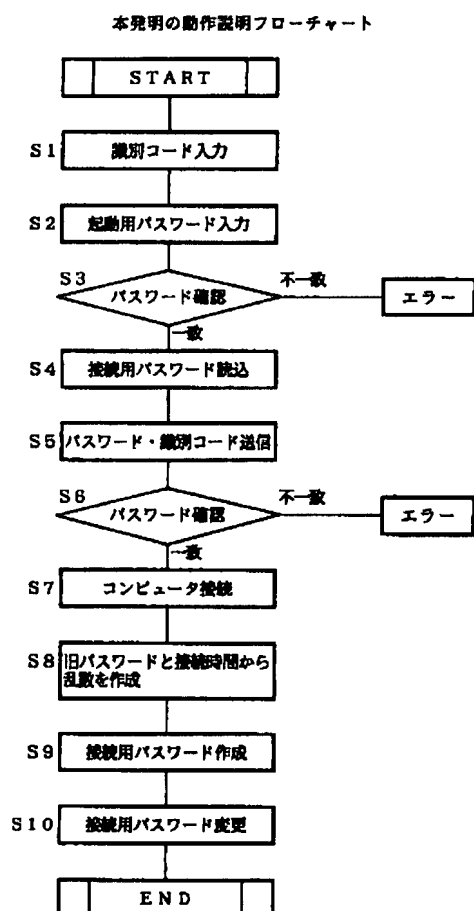 本発明の動作説明フローチャート
START
S1 識別コード入力
S2 起動用パスワード入力
S3 パスワード確認 不一致 エラー
一致
S4 接続用パスワード読込
S5 パスワード・識別コード送信
S6 パスワード確認 不一致 エラー
一致
S7 コンピュータ接続
S8 旧パスワードと接続時間から
乱数を作成
S9 接続用パスワード作成
S10 接続用パスワード変更
END